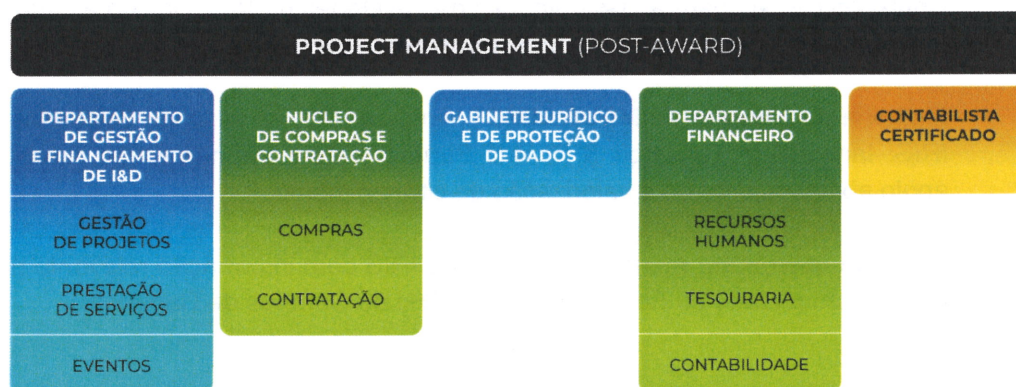 PROJECT MANAGEMENT (POST-AWARD)
DEPARTAMENTO
DE GESTÃO
E FINANCIAMENTO
DE I&D
GESTÃO
DE PROJETOS
PRESTAÇÃO
DE SERVIÇOS
EVENTOS
NUCLEO
DE COMPRAS E
CONTRATAÇÃO
COMPRAS
CONTRATAÇÃO
GABINETE JURÍDICO
E DE PROTEÇÃO
DE DADOS
DEPARTAMENTO
FINANCEIRO
RECURSOS
HUMANOS
TESOURARIA
CONTABILIDADE
CONTABILISTA
CERTIFICADO